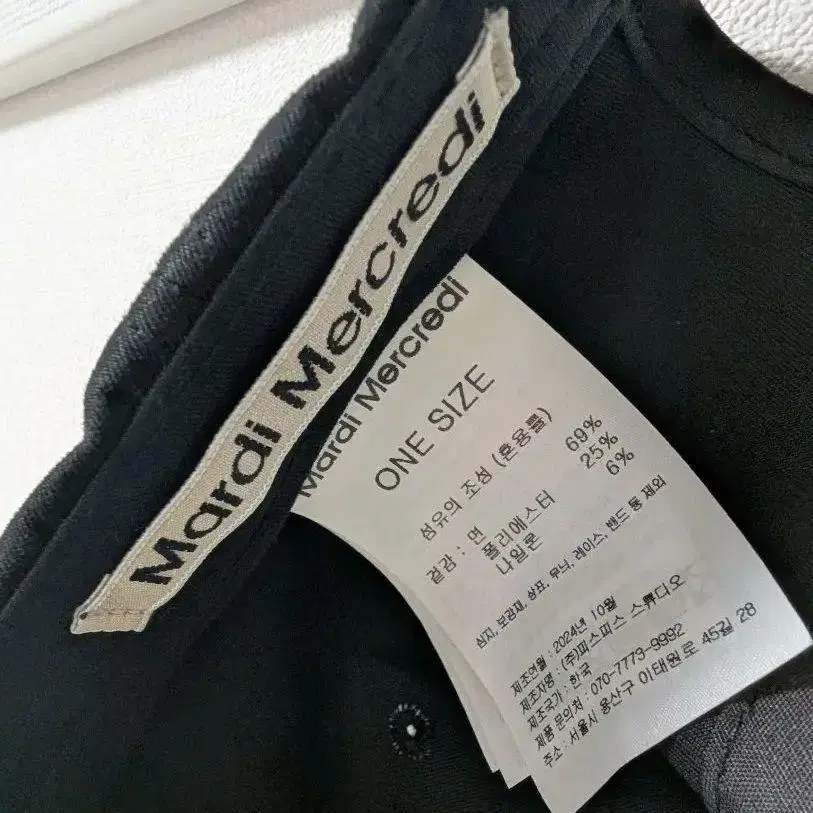 Mardi Mercredi
Mardi Mercredi
ONE SIZE
섬유의 조성 (혼용률)
겉감 : 면 69%
폴리에스터 25%
나일론 6%
심지, 보강재, 상표, 무늬, 레이스, 밴드 등 제외
제조연월 : 2024년 10월
제조자명 : (주)피스피스 스튜디오
제조국가 : 한국
제품 문의처 : 070-7779-9992
주소 : 서울시 용산구 이태원로 45길 28